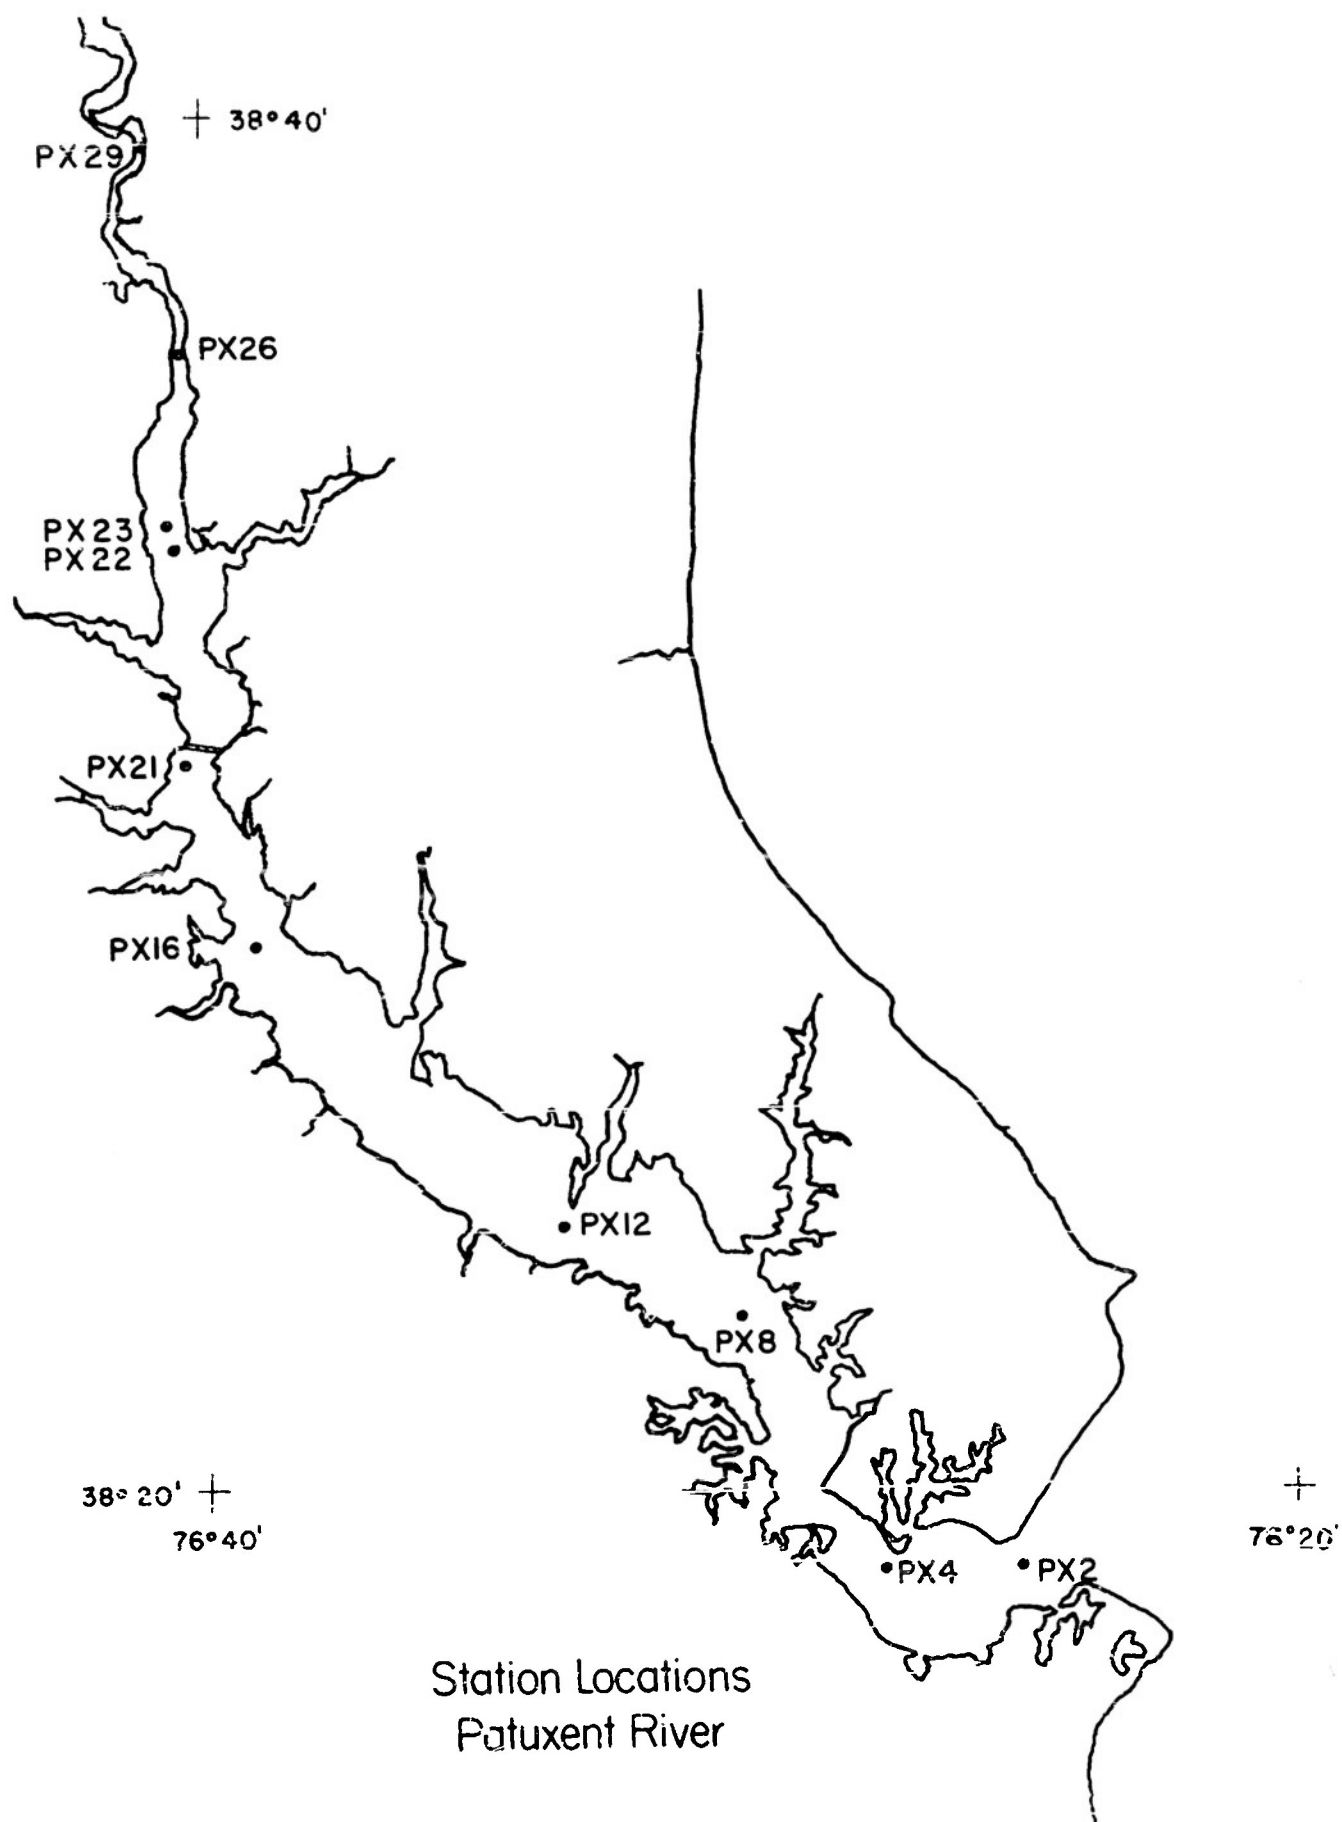 38°40'
PX29
PX26
PX23
PX22
PX21
PX16
PX12
PX8
38°20'
76°40'
76°20'
PX4
PX2
Station Locations
Patuxent River